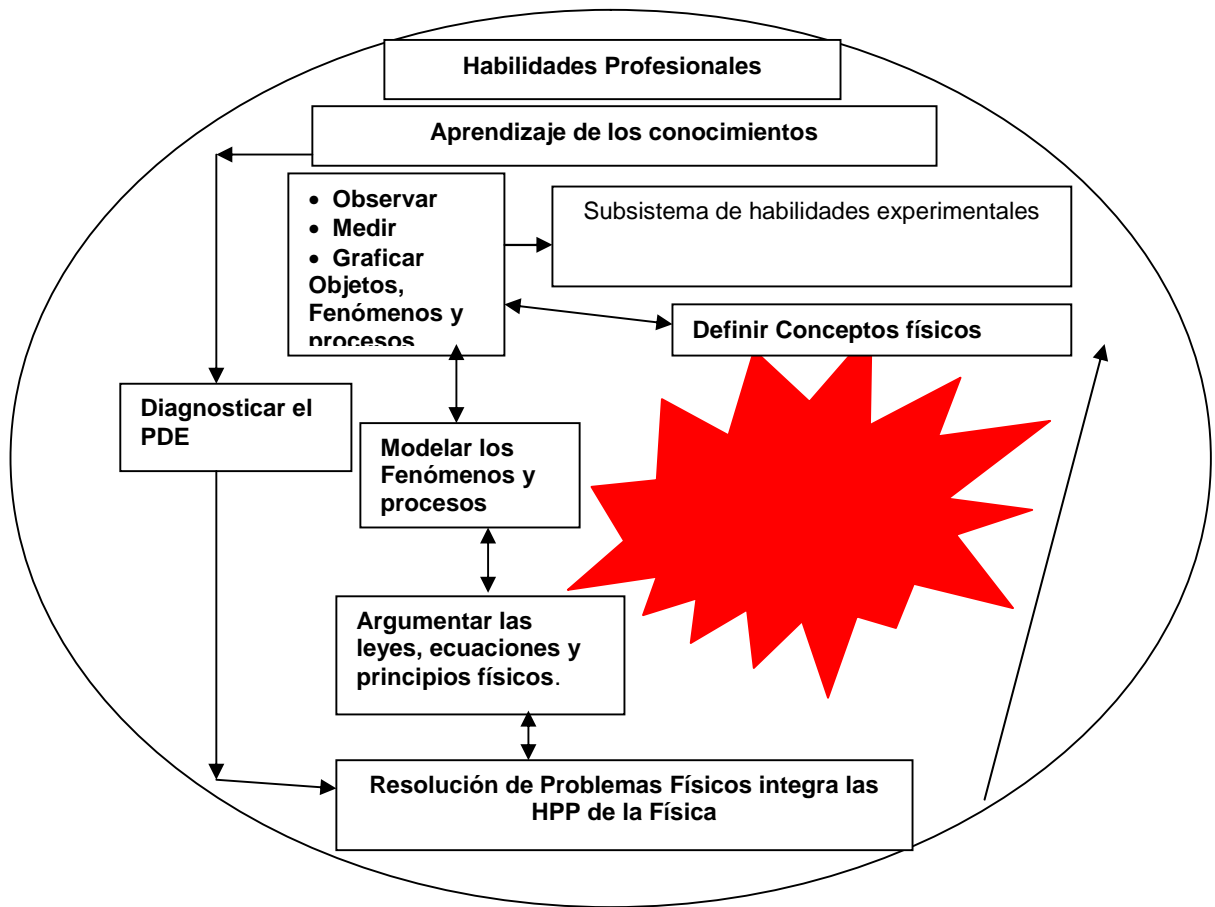 Habilidades Profesionales
Aprendizaje de los conocimientos
• Observar
• Medir
• Graficar
Objetos,
Fenómenos y
procesos
Subsistema de habilidades experimentales
Definir Conceptos físicos
Diagnosticar el
PDE
Modelar los
Fenómenos y
procesos
Argumentar las
leyes, ecuaciones y
principios físicos.
Resolución de Problemas Físicos integra las
HPP de la Física